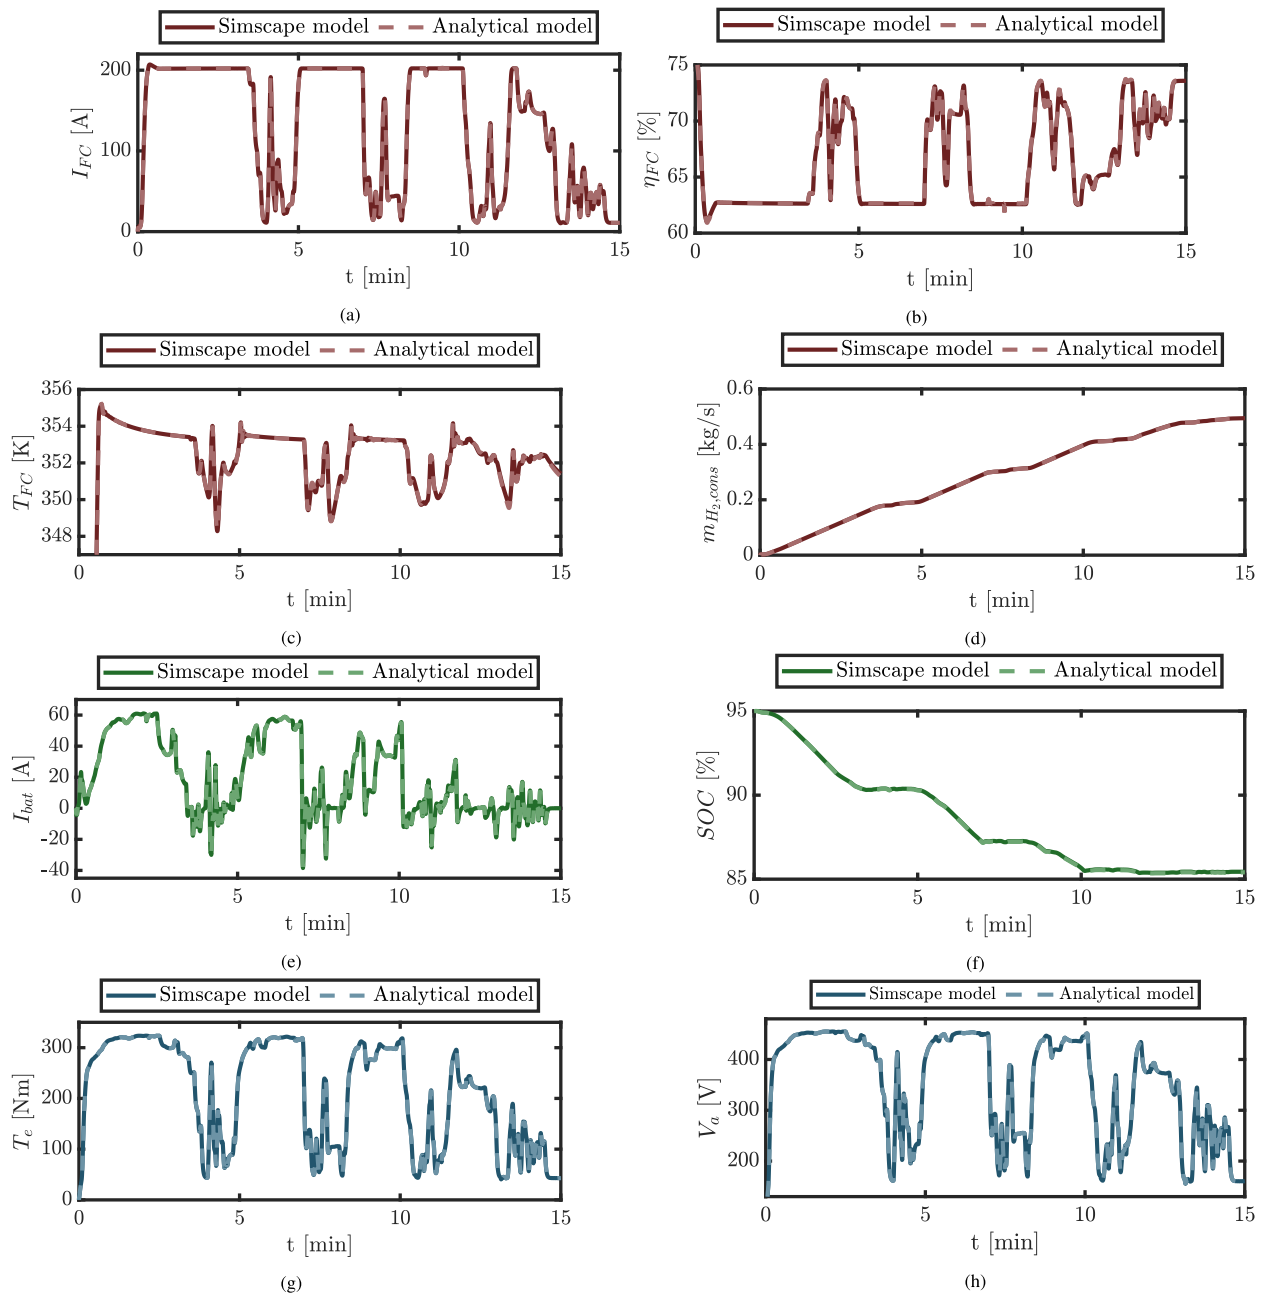 Simscape model Analytical model
I_FC [A]
200
100
0
0 5 10 15
t [min]
(a)
Simscape model Analytical model
η_FC [%]
75
70
65
60
0 5 10 15
t [min]
(b)
Simscape model Analytical model
T_FC [K]
356
354
352
350
348
0 5 10 15
t [min]
(c)
Simscape model Analytical model
m_H₂,cons [kg/s]
0.6
0.4
0.2
0
0 5 10 15
t [min]
(d)
Simscape model Analytical model
I_bat [A]
60
40
20
0
-20
-40
0 5 10 15
t [min]
(e)
Simscape model Analytical model
SOC [%]
95
90
85
0 5 10 15
t [min]
(f)
Simscape model Analytical model
T_e [Nm]
300
200
100
0
0 5 10 15
t [min]
(g)
Simscape model Analytical model
V_a [V]
400
300
200
0 5 10 15
t [min]
(h)